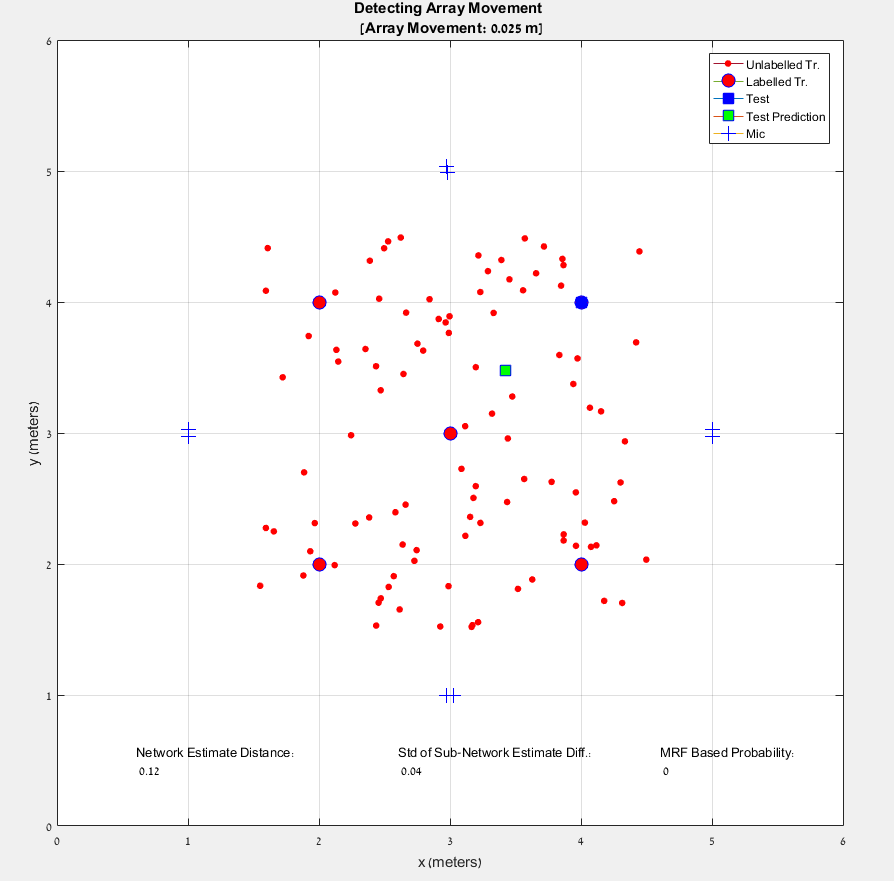 Detecting Array Movement
[Array Movement: 0.025 m]
Unlabelled Tr.
Labelled Tr.
Test
Test Prediction
Mic
6
5
4
3
2
1
0
y (meters)
Network Estimate Distance:
0.12
Std of Sub-Network Estimate Diff.:
0.04
MRF Based Probability:
0
0 1 2 3 4 5 6
x (meters)